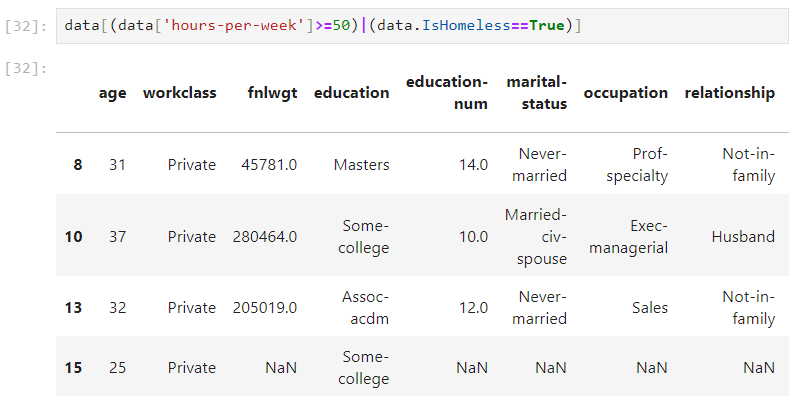 [32]: data[(data['hours-per-week']>=50)|(data.IsHomeless==True)]
[32]:
age workclass fnlwgt education education-num marital-status occupation relationship
8 31 Private 45781.0 Masters 14.0 Never-married Prof-specialty Not-in-family
10 37 Private 280464.0 Some-college 10.0 Married-civ-spouse Exec-managerial Husband
13 32 Private 205019.0 Assoc-acdm 12.0 Never-married Sales Not-in-family
15 25 Private NaN Some-college NaN NaN NaN NaN